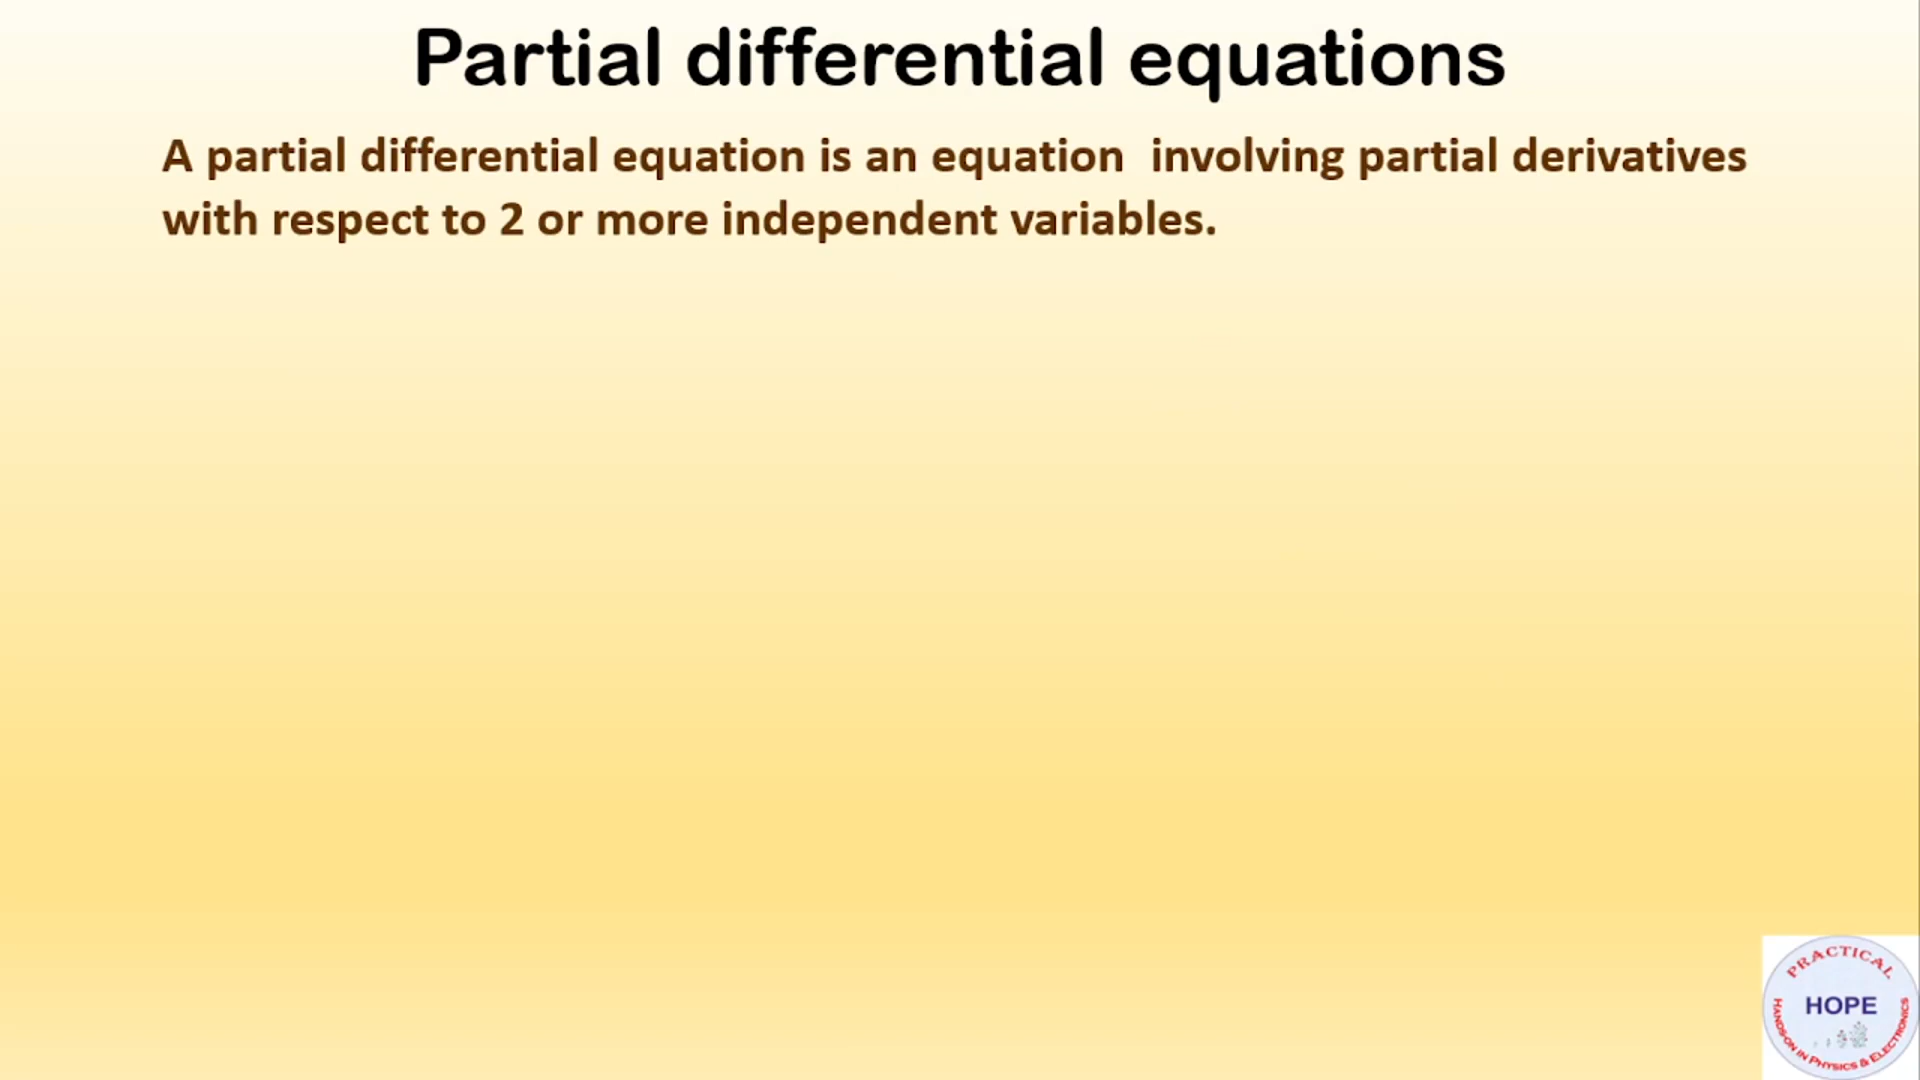 Partial differential equations
A partial differential equation is an equation  involving partial derivatives
with respect to 2 or more independent variables.
PRACTICAL
HOPE
HANDS-ON IN PHYSICS & ELECTRONICS